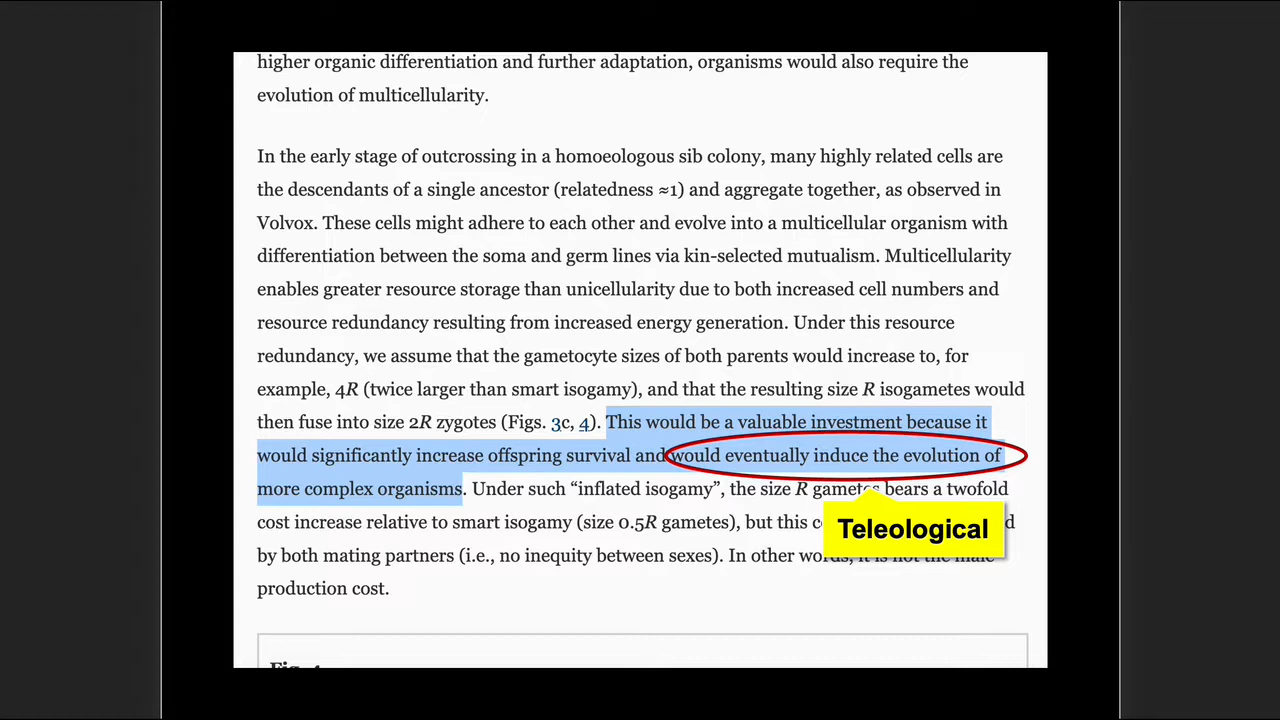 higher organic differentiation and further adaptation, organisms would also require the
evolution of multicellularity.
In the early stage of outcrossing in a homoeologous sib colony, many highly related cells are
the descendants of a single ancestor (relatedness ≈1) and aggregate together, as observed in
Volvox. These cells might adhere to each other and evolve into a multicellular organism with
differentiation between the soma and germ lines via kin-selected mutualism. Multicellularity
enables greater resource storage than unicellularity due to both increased cell numbers and
resource redundancy resulting from increased energy generation. Under this resource
redundancy, we assume that the gametocyte sizes of both parents would increase to, for
example, 4R (twice larger than smart isogamy), and that the resulting size R isogametes would
then fuse into size 2R zygotes (Figs. 3c, 4). This would be a valuable investment because it
would significantly increase offspring survival and would eventually induce the evolution of
more complex organisms. Under such “inflated isogamy”, the size R gametes bears a twofold
cost increase relative to smart isogamy (size 0.5R gametes), but this
Teleological
by both mating partners (i.e., no inequity between sexes). In other words, it is not the male
production cost.